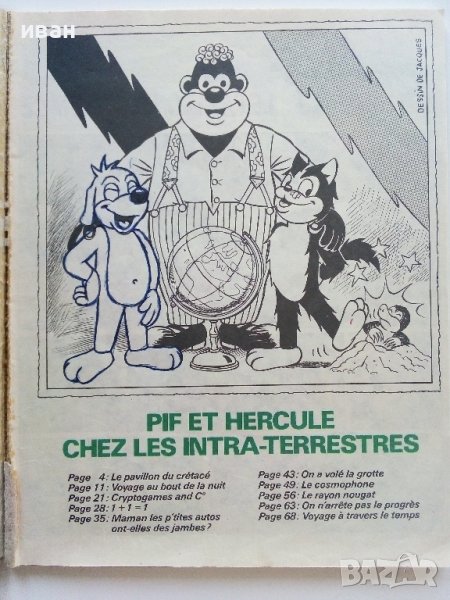 иван
DESSIN DE JACQUES
PIF ET HERCULE
CHEZ LES INTRA-TERRESTRES
Page 4: Le pavillon du crétacé
Page 11: Voyage au bout de la nuit
Page 21: Cryptogames and C°
Page 28: 1 + 1 = 1
Page 35: Maman les p'tites autos
ont-elles des jambes?
Page 43: On a volé la grotte
Page 49: Le cosmophone
Page 56: Le rayon nougat
Page 63: On n'arrête pas le progrès
Page 68: Voyage à travers le temps
BAZAR